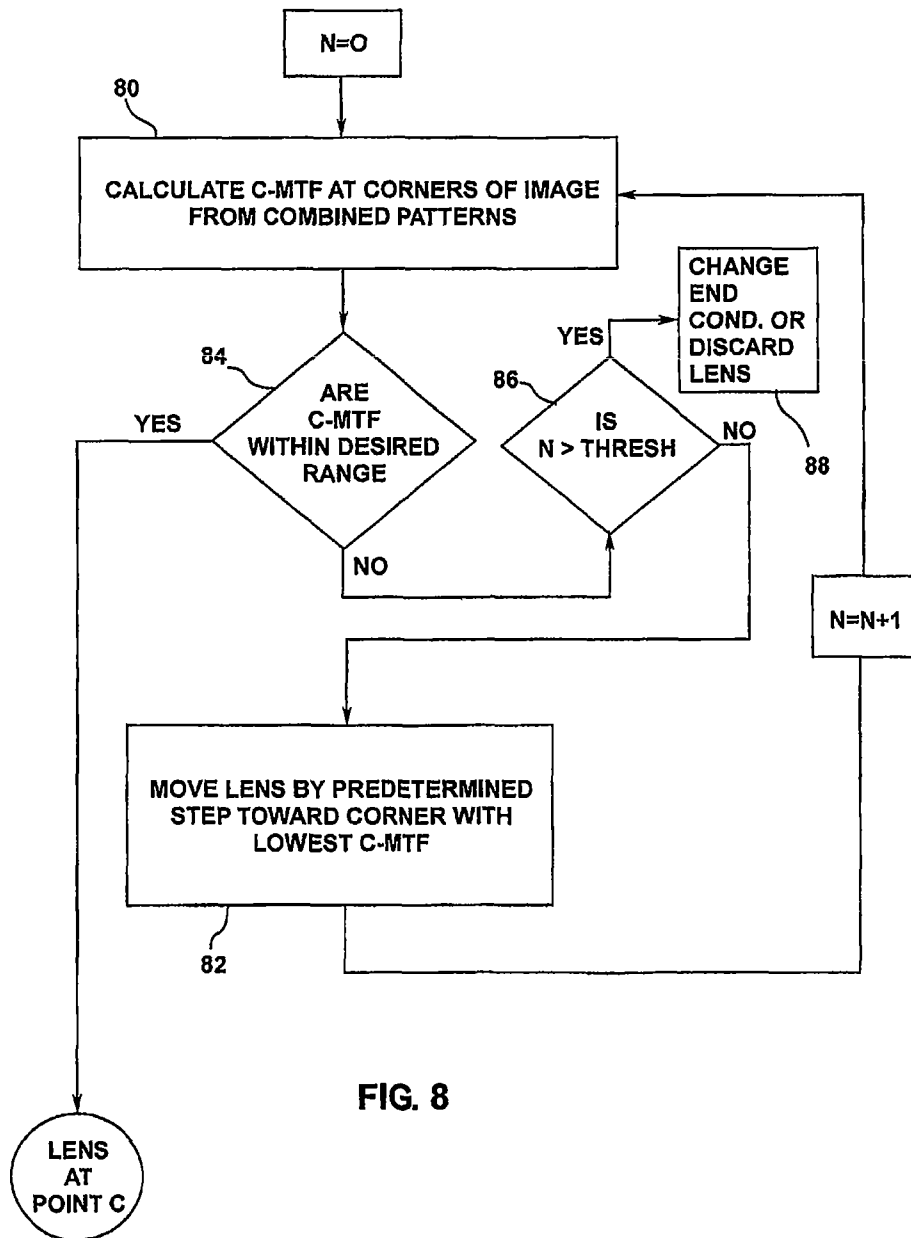 N=O
80
CALCULATE C-MTF AT CORNERS OF IMAGE
FROM COMBINED PATTERNS
84
ARE
C-MTF
WITHIN DESIRED
RANGE
YES
NO
86
IS
N > THRESH
YES
NO
CHANGE
END
COND. OR
DISCARD
LENS
88
N=N+1
MOVE LENS BY PREDETERMINED
STEP TOWARD CORNER WITH
LOWEST C-MTF
82
LENS
AT
POINT C
FIG. 8